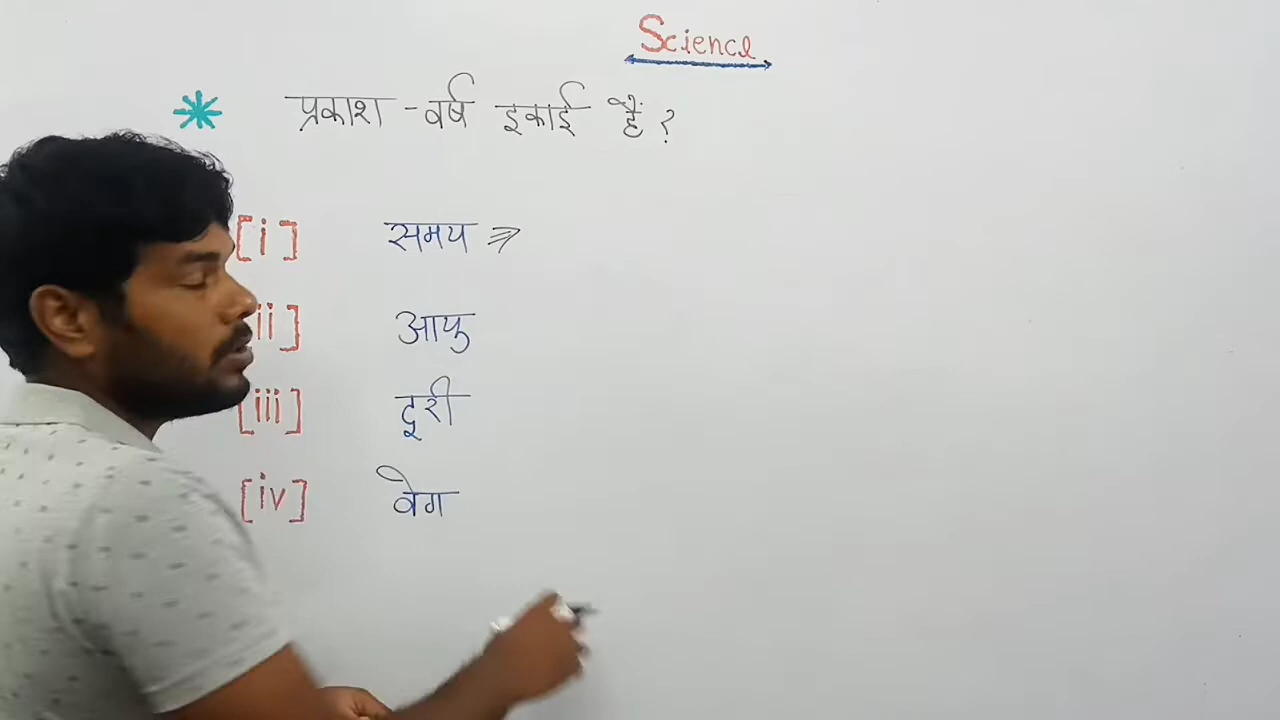 Science
प्रकाश - वर्ष इकाई हैं ?
[i] समय ⇒
ii] आयु
[iii] दूरी
[iv] वेग